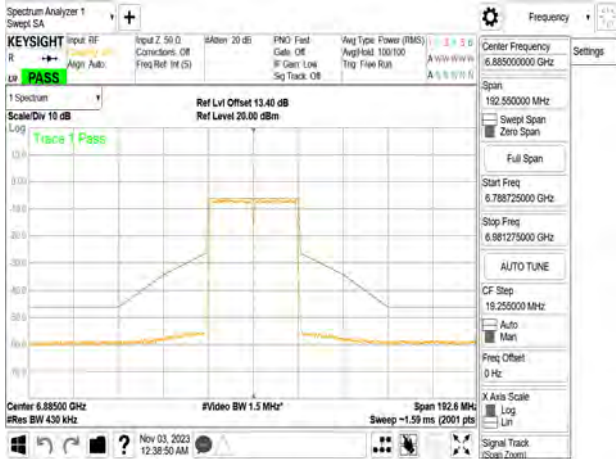 Spectrum Analyzer 1
Swept SA
+
Frequency
KEYSIGHT
Input: RF
Input Z: 50 Ω
#Atten: 20 dB
PNO: Fast
Avg Type: Power (RMS)
R
Corrections: Off
Gate: Off
Avg|Hold: 100/100
Align: Auto
Freq Ref: Int (S)
IF Gain: Low
Trig: Free Run
Sig Track: Off
PASS
Center Frequency
6.885000000 GHz
Settings
Span
192.550000 MHz
Swept Span
Zero Span
Full Span
Start Freq
6.788725000 GHz
Stop Freq
6.981275000 GHz
AUTO TUNE
CF Step
19.255000 MHz
Auto
Man
Freq Offset
0 Hz
X Axis Scale
Log
Lin
Signal Track
(Span Zoom)
1 Spectrum
Scale/Div 10 dB
Ref Lvl Offset 13.40 dB
Ref Level 20.00 dBm
Log
Trace 1 Pass
Center 6.88500 GHz
#Video BW 1.5 MHz*
Span 192.6 MHz
#Res BW 430 kHz
Sweep ~1.59 ms (2001 pts)
?
Nov 03, 2023
12:38:50 AM